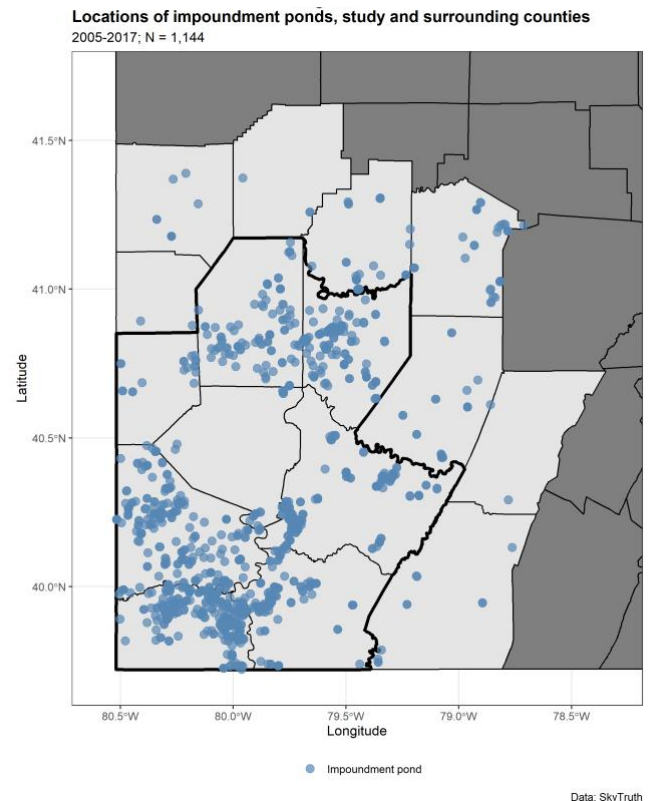 Locations of impoundment ponds, study and surrounding counties
2005-2017; N = 1,144
41.5°N
41.0°N
40.5°N
40.0°N
Latitude
80.5°W 80.0°W 79.5°W 79.0°W 78.5°W
Longitude
Impoundment pond
Data: SkyTruth